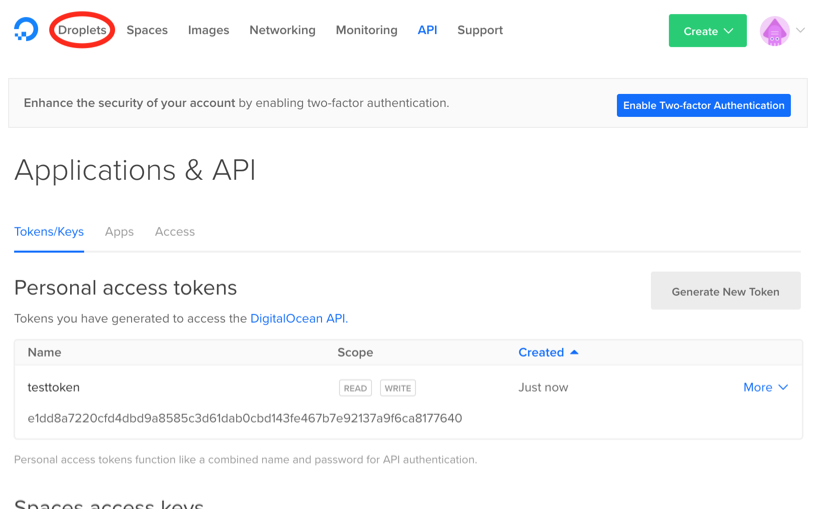 Droplets Spaces Images Networking Monitoring API Support Create
Enhance the security of your account by enabling two-factor authentication. Enable Two-factor Authentication
Applications & API
Tokens/Keys Apps Access
Personal access tokens
Generate New Token
Tokens you have generated to access the DigitalOcean API.
Name Scope Created
testtoken READ WRITE Just now More
e1dd8a7220cfd4dbd9a8585c3d61dab0cbd143fe467b7e92137a9f6ca8177640
Personal access tokens function like a combined name and password for API authentication.
Spaces access keys